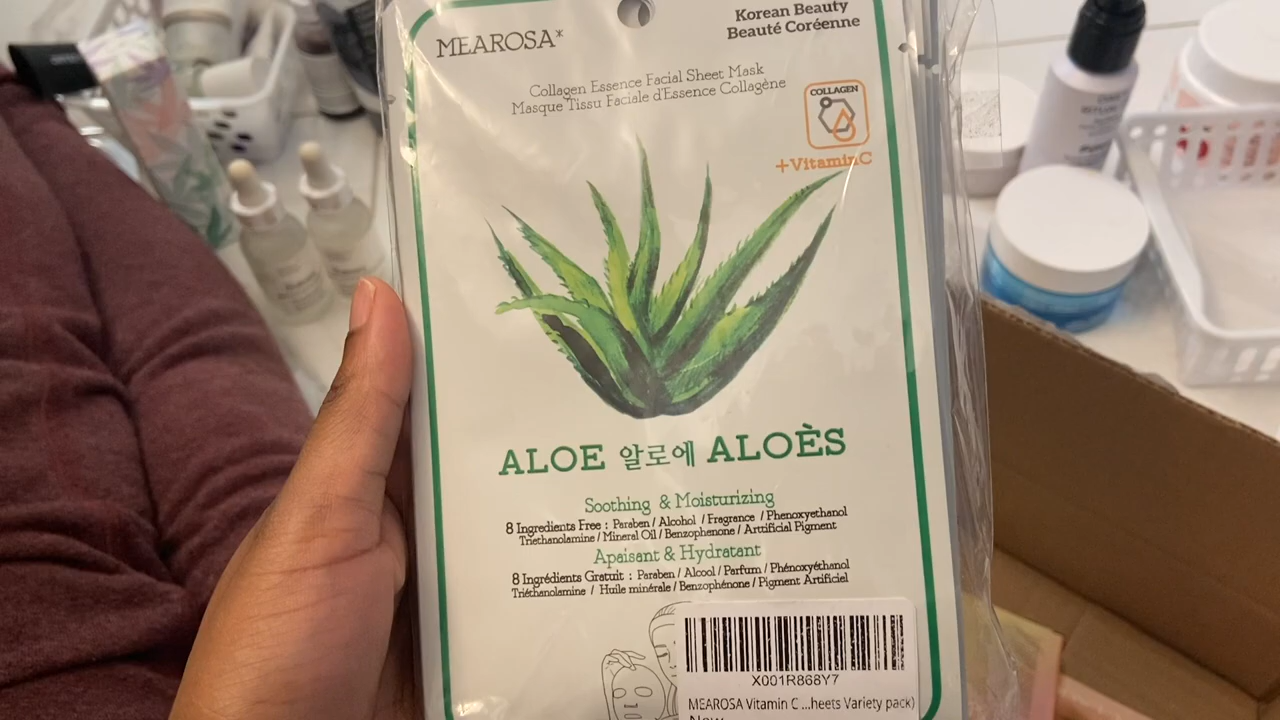 MEAROSA*
Korean Beauty
Beauté Coréenne
Collagen Essence Facial Sheet Mask
Masque Tissu Faciale d'Essence Collagène
COLLAGEN
+VitaminC
ALOE 알로에 ALOÈS
Soothing & Moisturizing
8 Ingredients Free : Paraben / Alcohol / Fragrance / Phenoxyethanol
Triethanolamine / Mineral Oil / Benzophenone / Arttificial Pigment
Apaisant & Hydratant
8 Ingrédients Gratuit : Paraben / Alcool / Parfum / Phénoxyéthanol
Triéthanolamine / Huile minérale / Benzophénone / Pigment Artificiel
X001R868Y7
MEAROSA Vitamin C ...heets Variety pack)
New